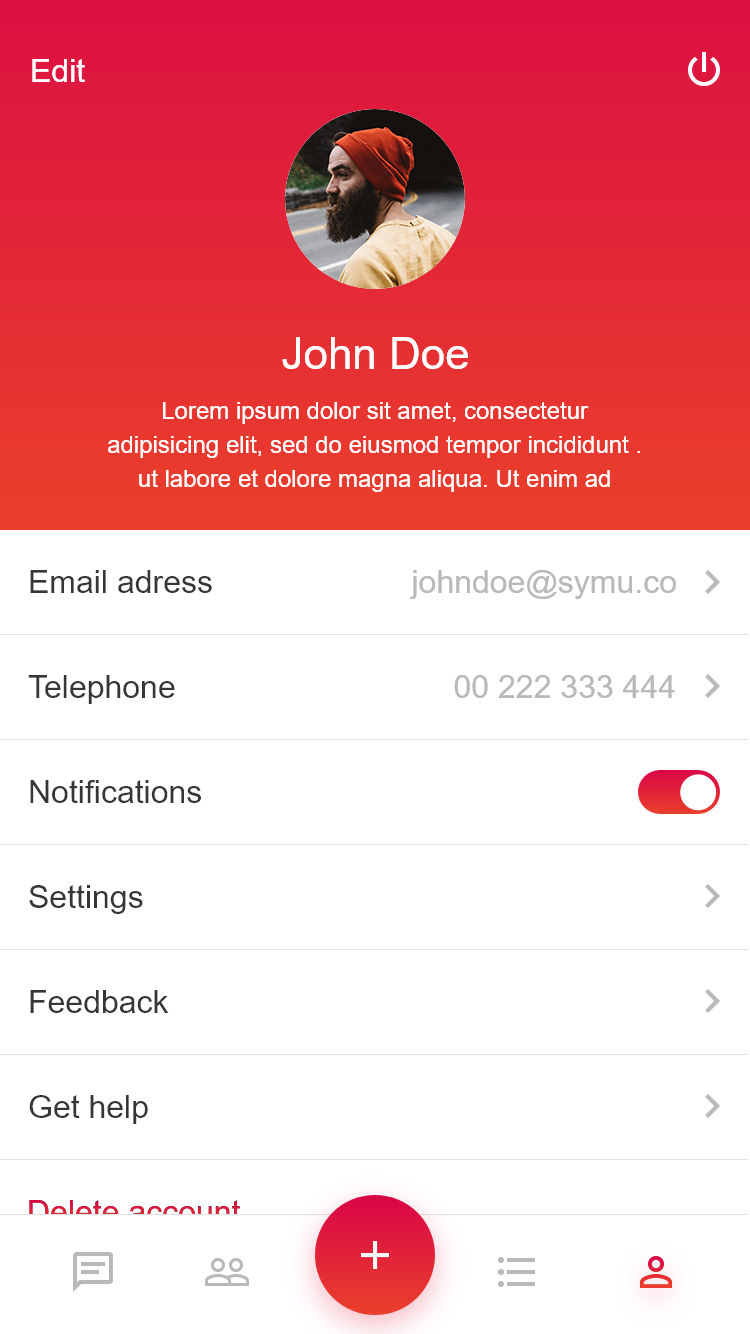 Edit
John Doe
Lorem ipsum dolor sit amet, consectetur
adipisicing elit, sed do eiusmod tempor incididunt .
ut labore et dolore magna aliqua. Ut enim ad
Email adress johndoe@symu.co
Telephone 00 222 333 444
Notifications
Settings
Feedback
Get help
Delete account